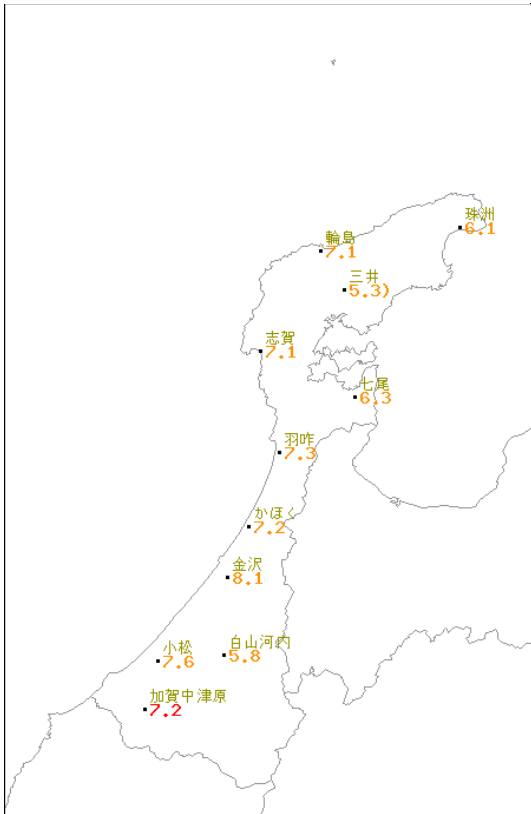 珠洲
6.1
輪島
7.1
三井
5.3)
志賀
7.1
七尾
6.3
羽咋
7.3
かほく
7.2
金沢
8.1
白山河内
5.8
小松
7.6
加賀中津原
7.2